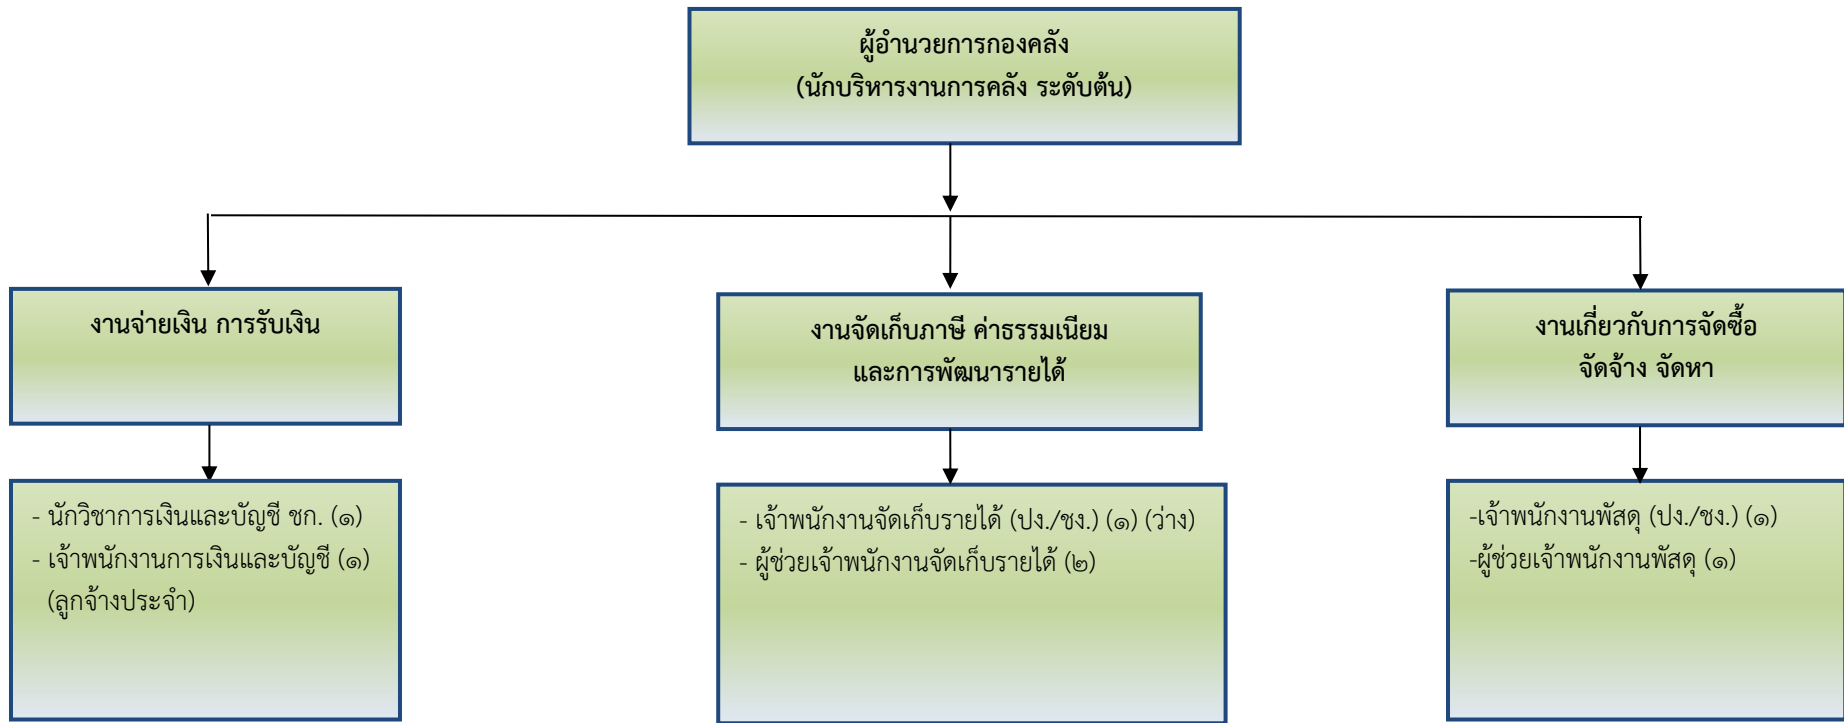 ผู้อำนวยการกองคลัง
(นักบริหารงานการคลัง ระดับต้น)
งานจ่ายเงิน การรับเงิน
งานจัดเก็บภาษี ค่าธรรมเนียม
และการพัฒนารายได้
งานเกี่ยวกับการจัดซื้อ
จัดจ้าง จัดหา
- นักวิชาการเงินและบัญชี ชก. (๑)
- เจ้าพนักงานการเงินและบัญชี (๑)
(ลูกจ้างประจำ)
- เจ้าพนักงานจัดเก็บรายได้ (ปง./ชง.) (๑) (ว่าง)
- ผู้ช่วยเจ้าพนักงานจัดเก็บรายได้ (๒)
-เจ้าพนักงานพัสดุ (ปง./ชง.) (๑)
-ผู้ช่วยเจ้าพนักงานพัสดุ (๑)